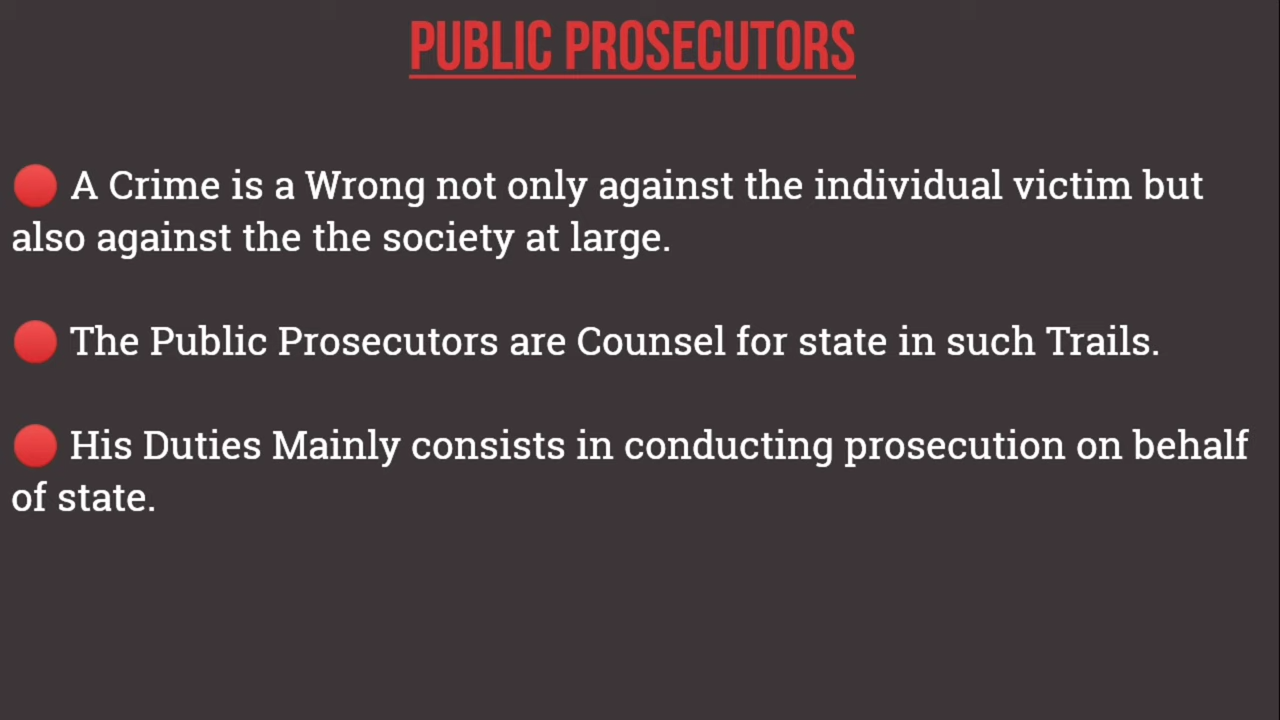 PUBLIC PROSECUTORS
🔴 A Crime is a Wrong not only against the individual victim but
also against the the society at large.
🔴 The Public Prosecutors are Counsel for state in such Trails.
🔴 His Duties Mainly consists in conducting prosecution on behalf
of state.